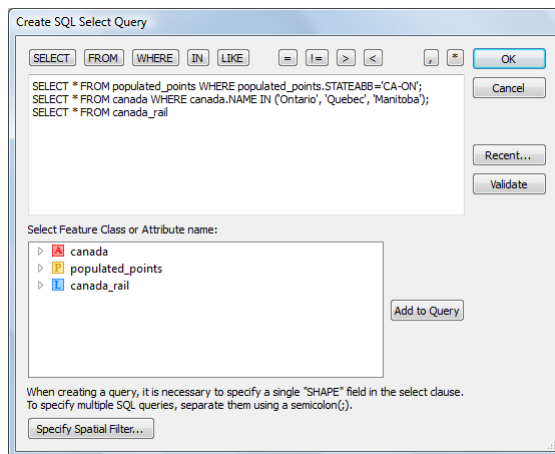 Create SQL Select Query
SELECT FROM WHERE IN LIKE = != > < , * OK
SELECT * FROM populated_points WHERE populated_points.STATEABB='CA-ON';
SELECT * FROM canada WHERE canada.NAME IN ('Ontario', 'Quebec', 'Manitoba');
SELECT * FROM canada_rail
Cancel
Recent...
Validate
Select Feature Class or Attribute name:
A canada
P populated_points
L canada_rail
Add to Query
When creating a query, it is necessary to specify a single "SHAPE" field in the select clause.
To specify multiple SQL queries, separate them using a semicolon(;).
Specify Spatial Filter...